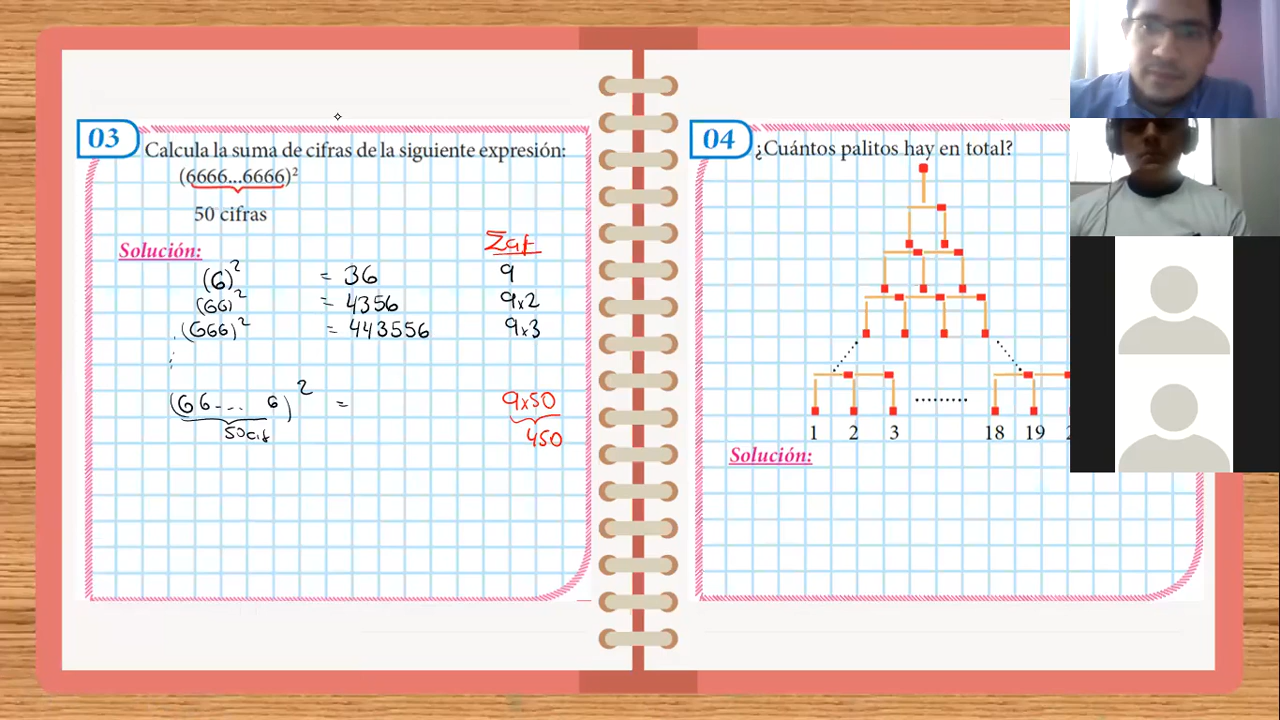 03
Calcula la suma de cifras de la siguiente expresión:
(6666...6666)²
50 cifras
Solución:
Σcif
(6)² = 36 9
(66)² = 4356 9x2
(666)² = 443556 9x3
(66... 6)² = 9x50
50cif
450
04
¿Cuántos palitos hay en total?
1 2 3 18 19
Solución: